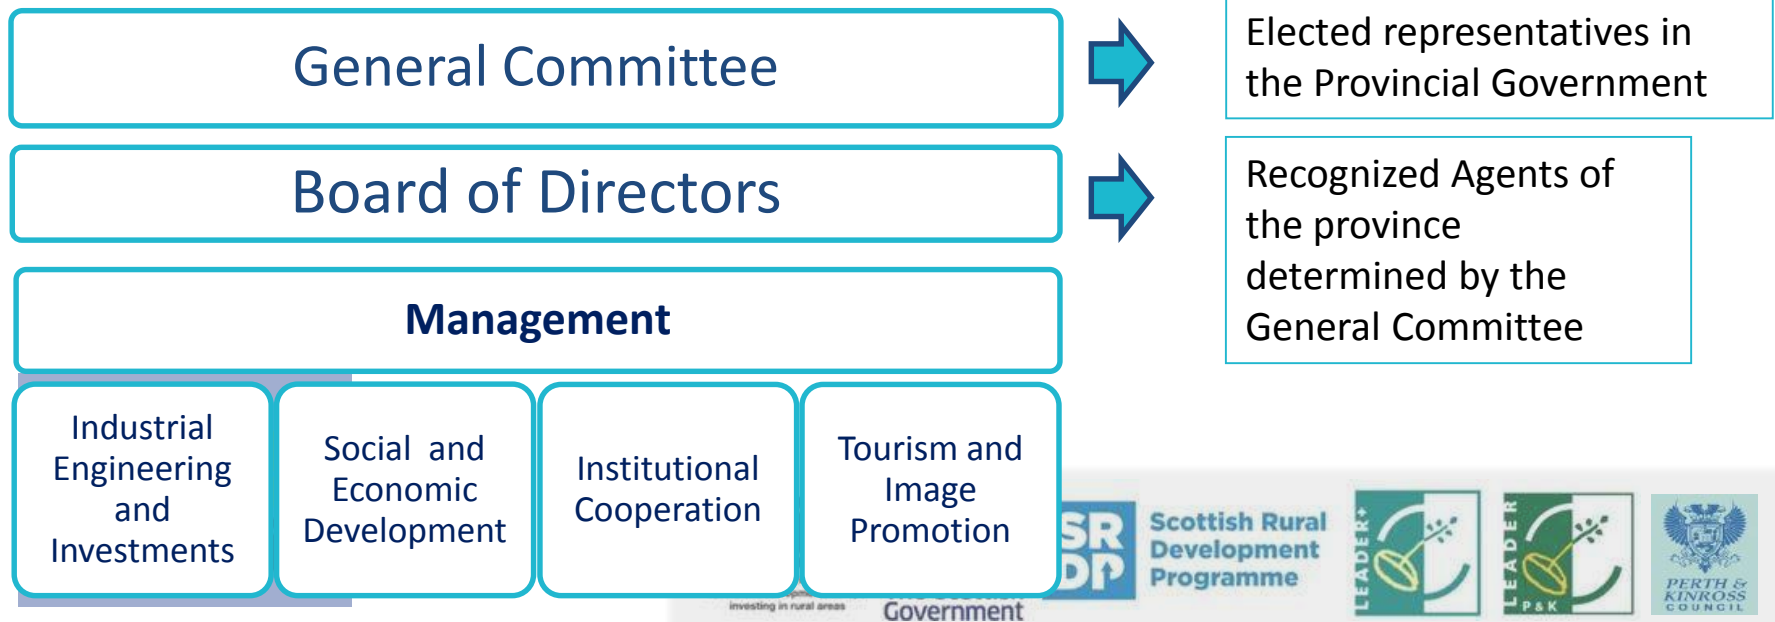 General Committee
Elected representatives in
the Provincial Government
Board of Directors
Recognized Agents of
the province
determined by the
General Committee
Management
Industrial
Engineering
and
Investments
Social and
Economic
Development
Institutional
Cooperation
Tourism and
Image
Promotion
investing in rural areas
Government
SR
DP
Scottish Rural
Development
Programme
LEADER+
LEADER
P & K
PERTH &
KINROSS
COUNCIL